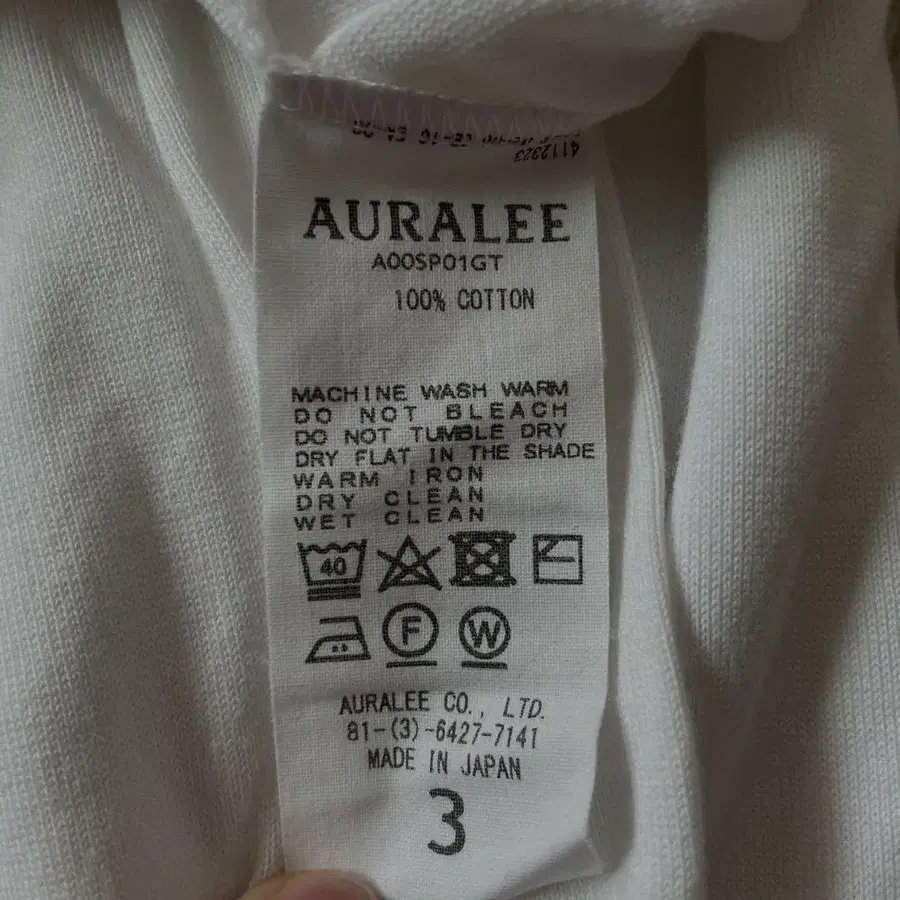 4112323
AURALEE
A00SP01GT
100% COTTON
MACHINE WASH WARM
DO NOT BLEACH
DO NOT TUMBLE DRY
DRY FLAT IN THE SHADE
WARM IRON
DRY CLEAN
WET CLEAN
40
F W
AURALEE CO., LTD.
81-(3)-6427-7141
MADE IN JAPAN
3